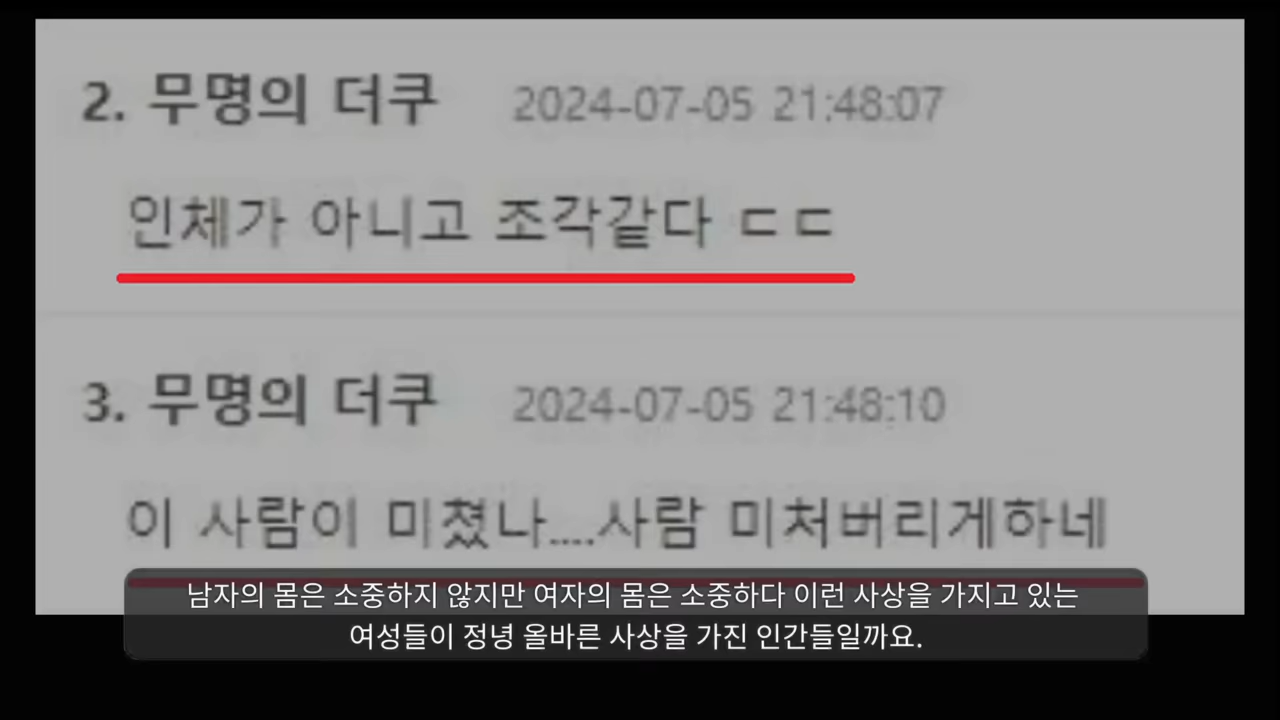 2. 무명의 더쿠 2024-07-05 21:48:07
인체가 아니고 조각같다 ㄷㄷ
3. 무명의 더쿠 2024-07-05 21:48:10
이 사람이 미쳤나....사람 미처버리게하네
남자의 몸은 소중하지 않지만 여자의 몸은 소중하다 이런 사상을 가지고 있는
여성들이 정녕 올바른 사상을 가진 인간들일까요.